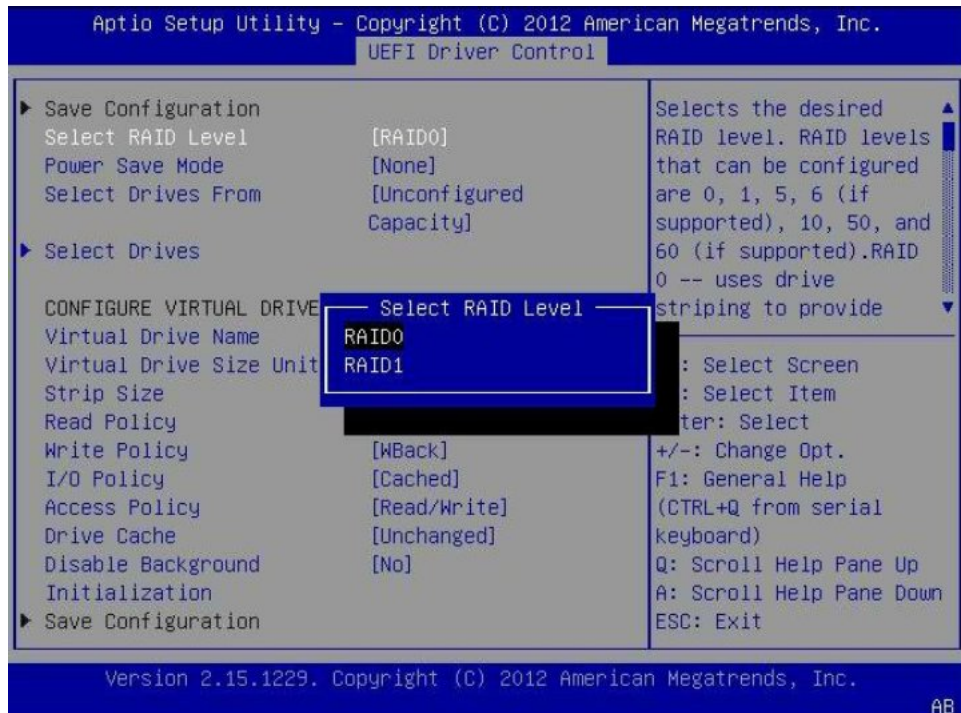 Aptio Setup Utility – Copyright (C) 2012 American Megatrends, Inc.
UEFI Driver Control
Save Configuration
Select RAID Level [RAID0]
Power Save Mode [None]
Select Drives From [Unconfigured
Capacity]
Select Drives
CONFIGURE VIRTUAL DRIVE
Virtual Drive Name
Virtual Drive Size Unit
Strip Size
Read Policy
Write Policy [WBack]
I/O Policy [Cached]
Access Policy [Read/Write]
Drive Cache [Unchanged]
Disable Background [No]
Initialization
Save Configuration
Select RAID Level
RAID0
RAID1
Selects the desired
RAID level. RAID levels
that can be configured
are 0, 1, 5, 6 (if
supported), 10, 50, and
60 (if supported).RAID
0 -- uses drive
striping to provide
: Select Screen
: Select Item
ter: Select
+/-: Change Opt.
F1: General Help
(CTRL+Q from serial
keyboard)
Q: Scroll Help Pane Up
A: Scroll Help Pane Down
ESC: Exit
Version 2.15.1229. Copyright (C) 2012 American Megatrends, Inc.
AB